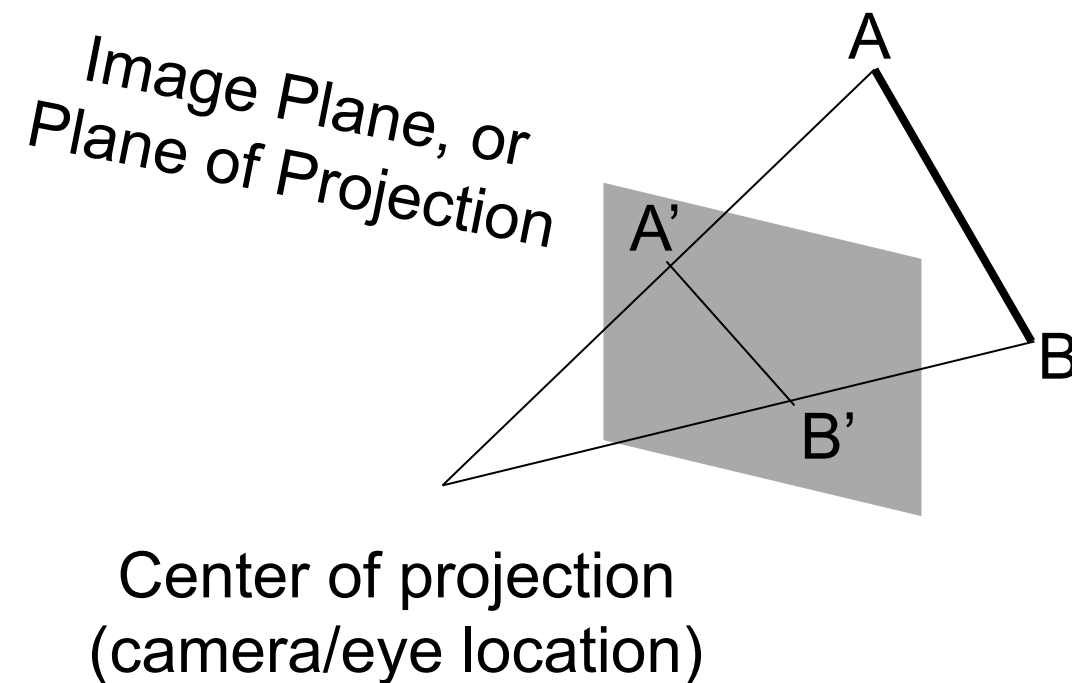 A
Image Plane, or
Plane of Projection
A’
B
B’
Center of projection
(camera/eye location)